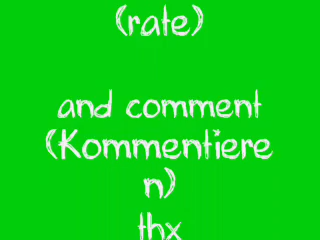 (rate)
and comment
(Kommentiere
n)
thx